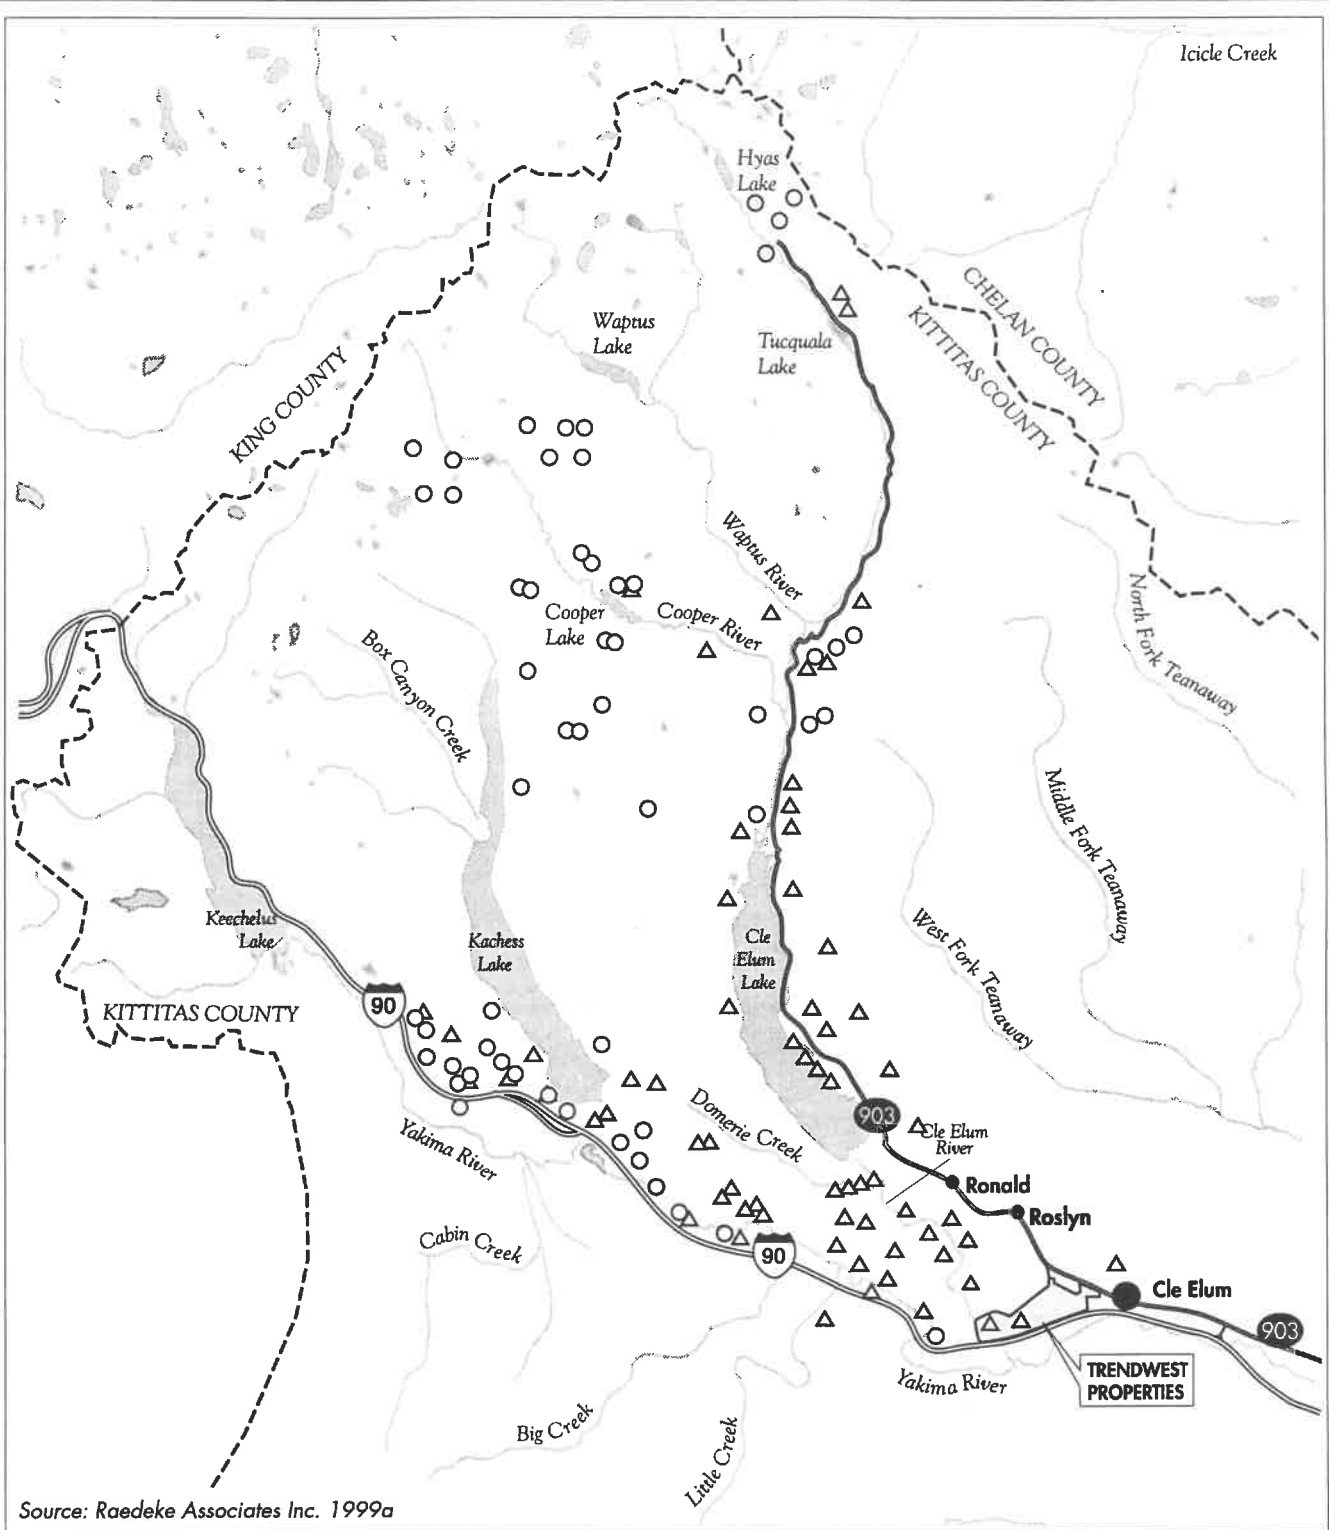 Icicle Creek
Hyas
Lake
CHELAN COUNTY
KITTITAS COUNTY
Waptus
Lake
Tucquala
Lake
KING COUNTY
Waptus River
North Fork Teanaway
Cooper
Lake
Cooper River
Box Canyon Creek
Middle Fork Teanaway
Keechelus
Lake
Kachess
Lake
Cle
Elum
Lake
West Fork Teanaway
90
KITTITAS COUNTY
Domerie Creek
903
Cle Elum
River
Yakima River
Ronald
Roslyn
Cabin Creek
90
Cle Elum
903
TRENDWEST
PROPERTIES
Yakima River
Big Creek
Little Creek
Source: Raedeke Associates Inc. 1999a